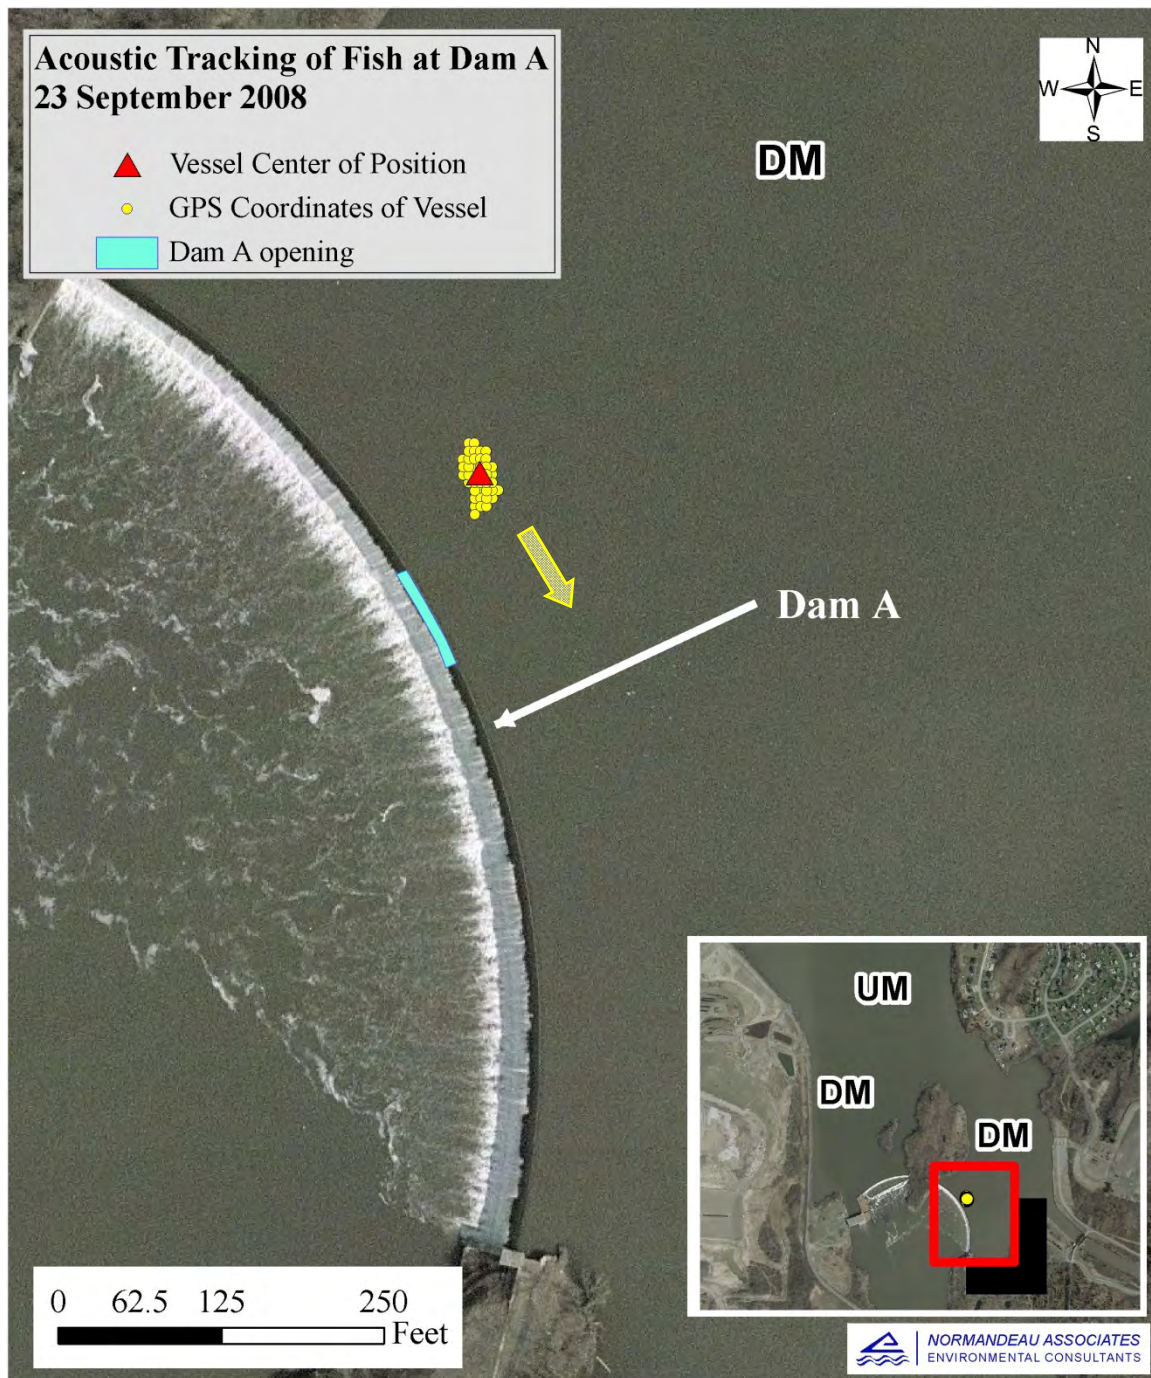 Acoustic Tracking of Fish at Dam A
23 September 2008
Vessel Center of Position
GPS Coordinates of Vessel
Dam A opening
N
W E
S
DM
Dam A
UM
DM
DM
0 62.5 125 250
Feet
NORMANDEAU ASSOCIATES
ENVIRONMENTAL CONSULTANTS